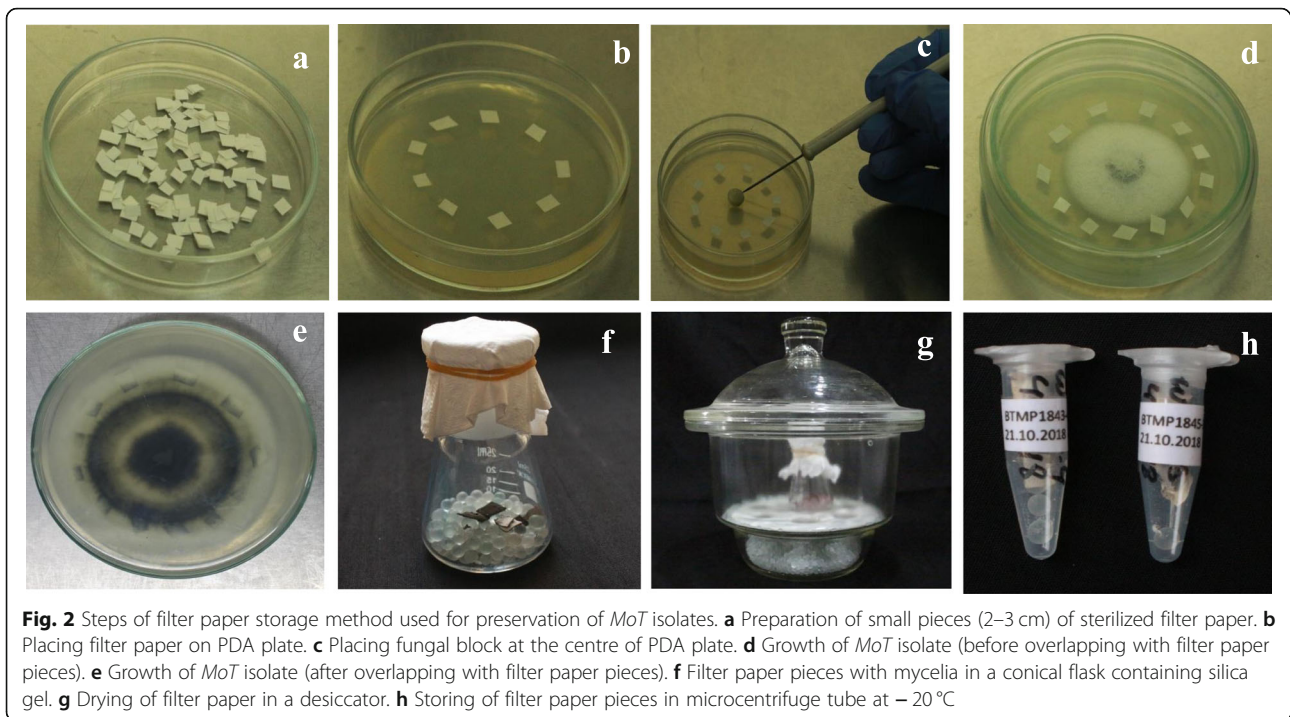 a
b
c
d
e
f
g
h
BTMP1843
21.10.2018
BTMP1845
21.10.2018
Fig. 2 Steps of filter paper storage method used for preservation of MoT isolates. a Preparation of small pieces (2–3 cm) of sterilized filter paper. b
Placing filter paper on PDA plate. c Placing fungal block at the centre of PDA plate. d Growth of MoT isolate (before overlapping with filter paper
pieces). e Growth of MoT isolate (after overlapping with filter paper pieces). f Filter paper pieces with mycelia in a conical flask containing silica
gel. g Drying of filter paper in a desiccator. h Storing of filter paper pieces in microcentrifuge tube at − 20 °C